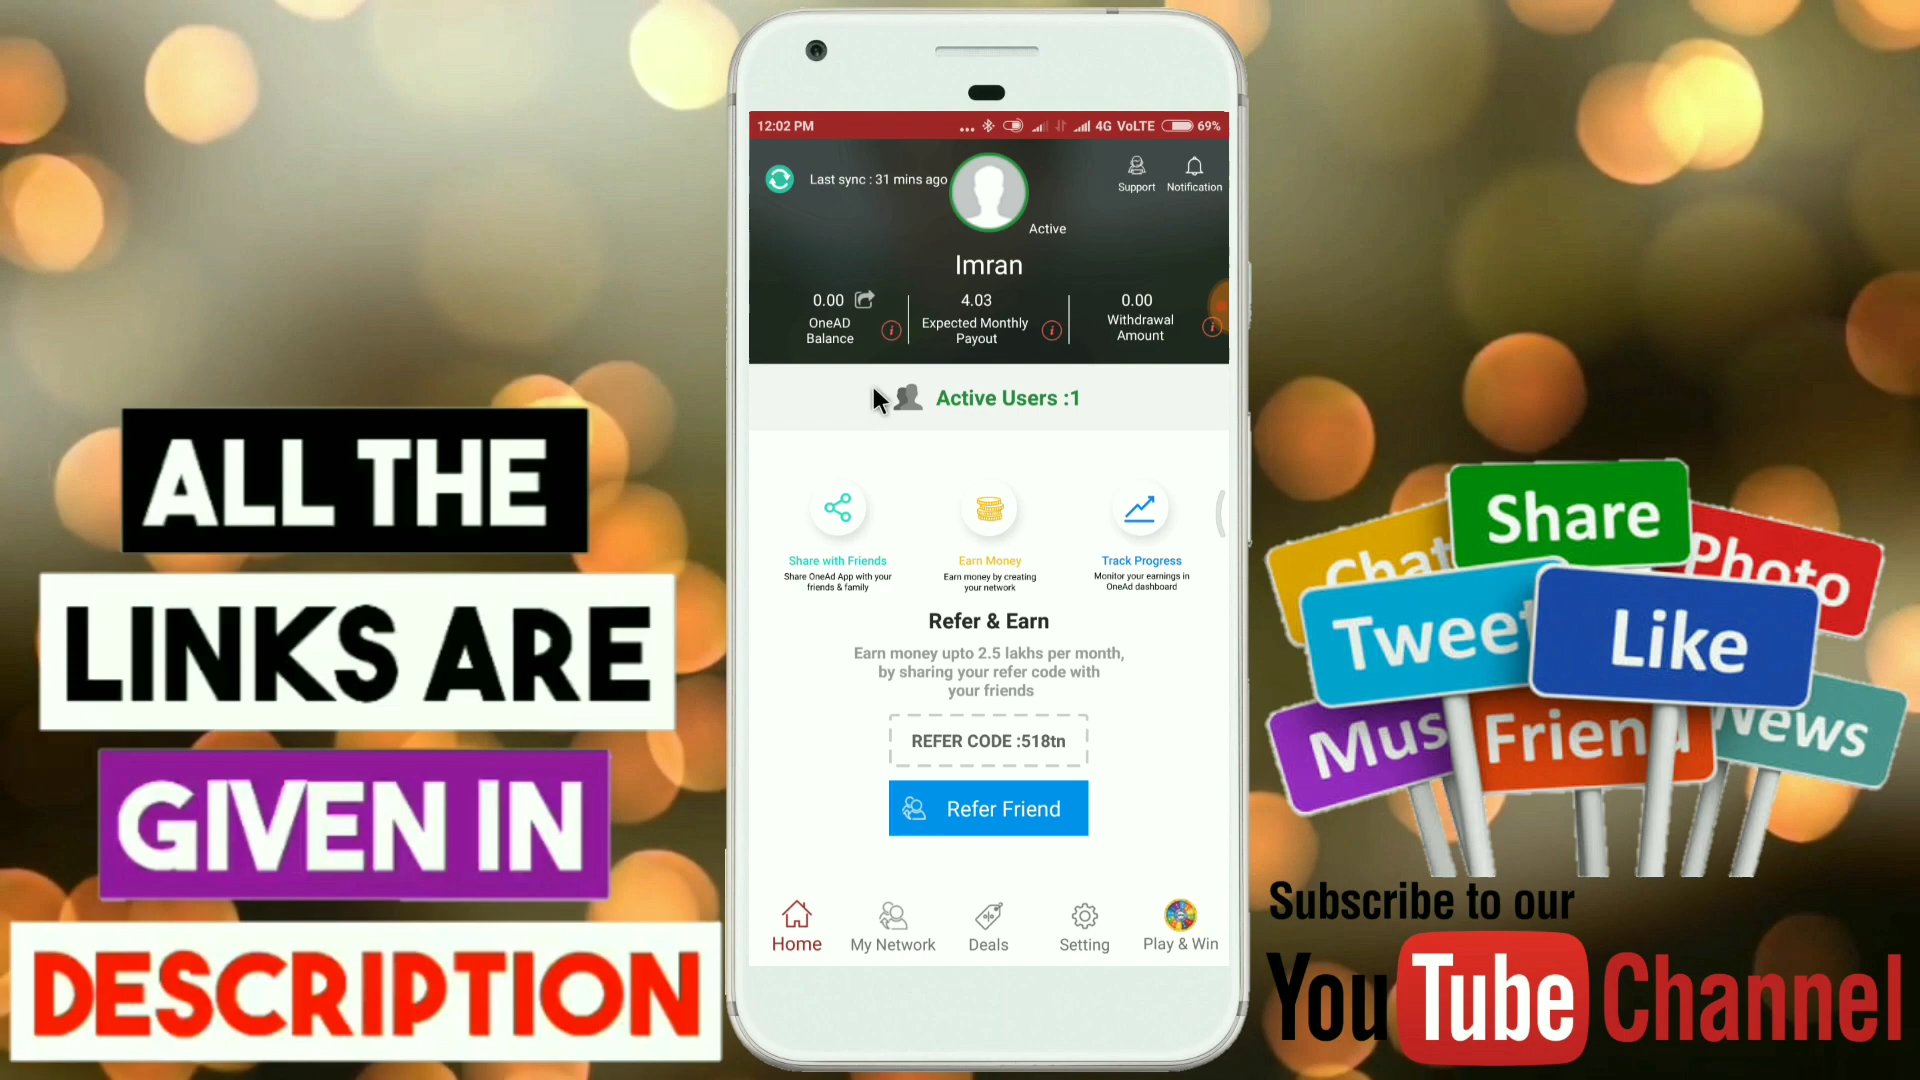 ALL THE
LINKS ARE
GIVEN IN
DESCRIPTION
12:02 PM
4G VoLTE
69%
Last sync : 31 mins ago
Support
Notification
Active
Imran
0.00
OneAD
Balance
4.03
Expected Monthly
Payout
0.00
Withdrawal
Amount
Active Users :1
Share with Friends
Share OneAd App with your
friends & family
Earn Money
Earn money by creating
your network
Track Progress
Monitor your earnings in
OneAd dashboard
Refer & Earn
Earn money upto 2.5 lakhs per month,
by sharing your refer code with
your friends
REFER CODE :518tn
Refer Friend
Home
My Network
Deals
Setting
Play & Win
Chat
Share
Photo
Tweet
Like
Mus
Friend
News
Subscribe to our
YouTube Channel